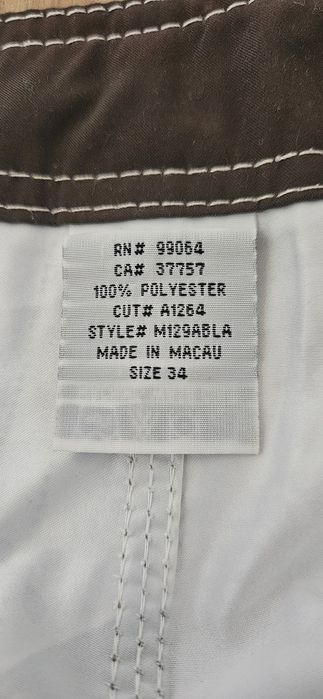 RN# 99064
CA# 37757
100% POLYESTER
CUT# A1264
STYLE# M129ABLA
MADE IN MACAU
SIZE 34